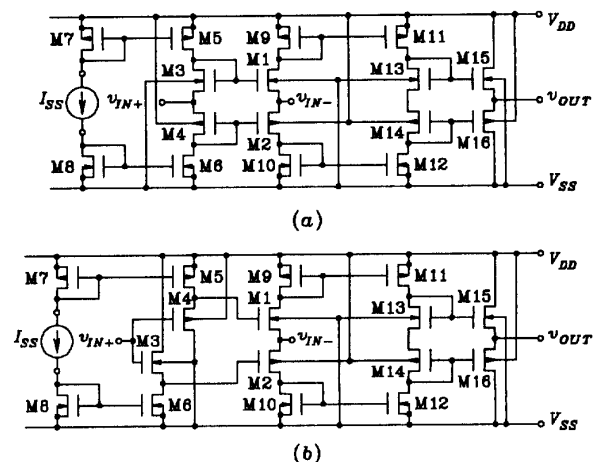 M7 M5 M9 M11 V_DD
M3 M1 M13 M15
I_SS v_IN+ v_IN− v_OUT
M4 M14
M2 M16
M8 M6 M10 M12
V_SS
(a)
M7 M5 M9 M11 V_DD
M4 M1 M13 M15
I_SS v_IN+ M3 v_IN− v_OUT
M14
M2 M16
M8 M6 M10 M12
V_SS
(b)